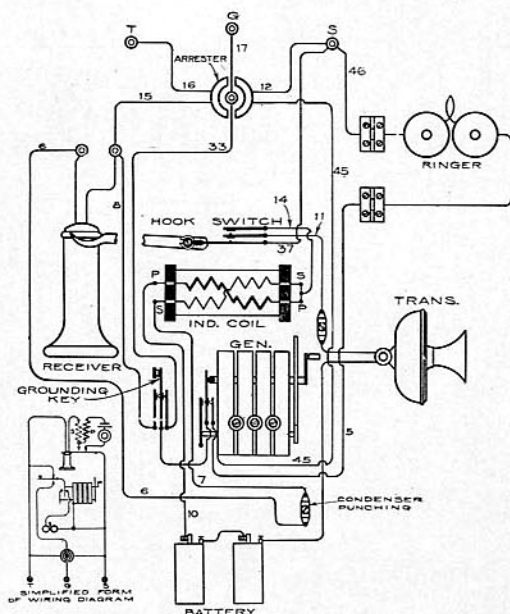 T
G
S
17
ARRESTER
16
12
46
15
33
6
8
45
RINGER
HOOK SWITCH
14
11
37
P
S
S
P
IND. COIL
TRANS.
GEN.
RECEIVER
GROUNDING
KEY
5
45
7
6
10
CONDENSER
PUNCHING
BATTERY
T
G
S
SIMPLIFIED FORM
OF WIRING DIAGRAM